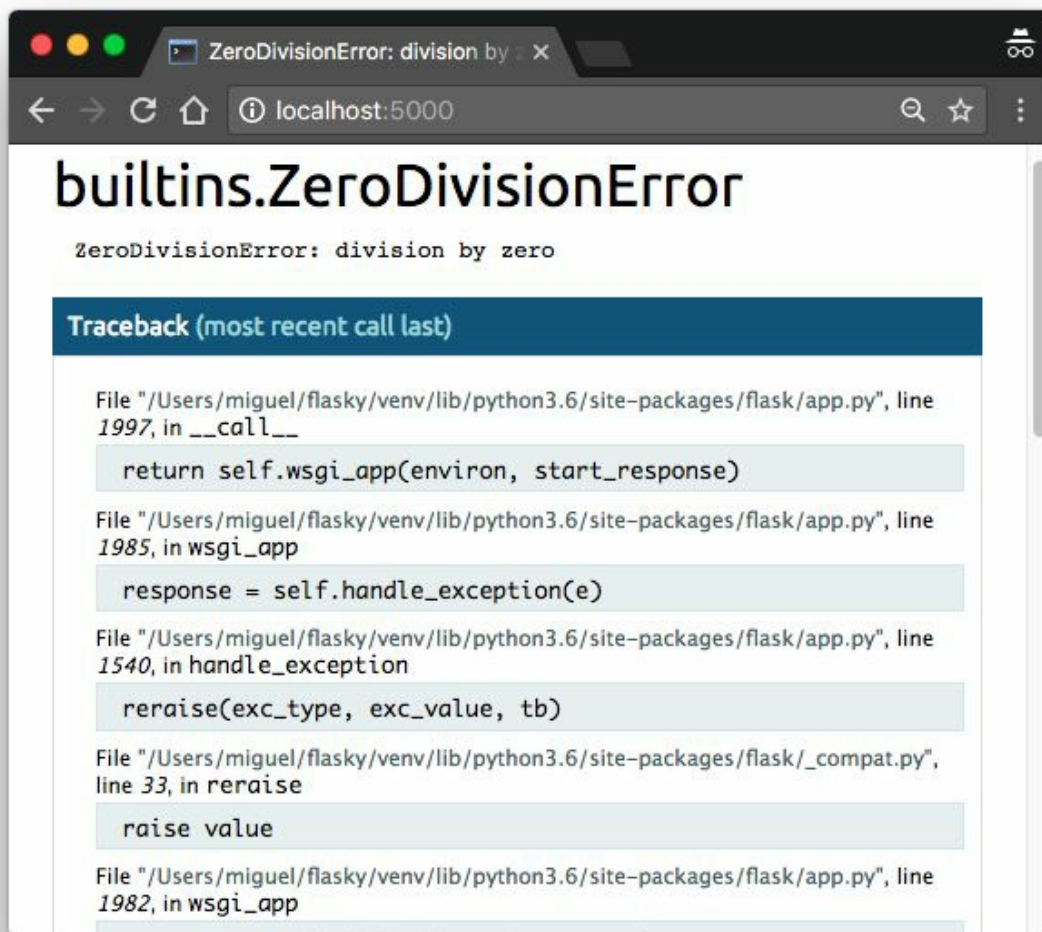 ZeroDivisionError: division by
localhost:5000
builtins.ZeroDivisionError
ZeroDivisionError: division by zero
Traceback (most recent call last)
File "/Users/miguel/flasky/venv/lib/python3.6/site-packages/flask/app.py", line
1997, in __call__
return self.wsgi_app(environ, start_response)
File "/Users/miguel/flasky/venv/lib/python3.6/site-packages/flask/app.py", line
1985, in wsgi_app
response = self.handle_exception(e)
File "/Users/miguel/flasky/venv/lib/python3.6/site-packages/flask/app.py", line
1540, in handle_exception
reraise(exc_type, exc_value, tb)
File "/Users/miguel/flasky/venv/lib/python3.6/site-packages/flask/_compat.py",
line 33, in reraise
raise value
File "/Users/miguel/flasky/venv/lib/python3.6/site-packages/flask/app.py", line
1982, in wsgi_app